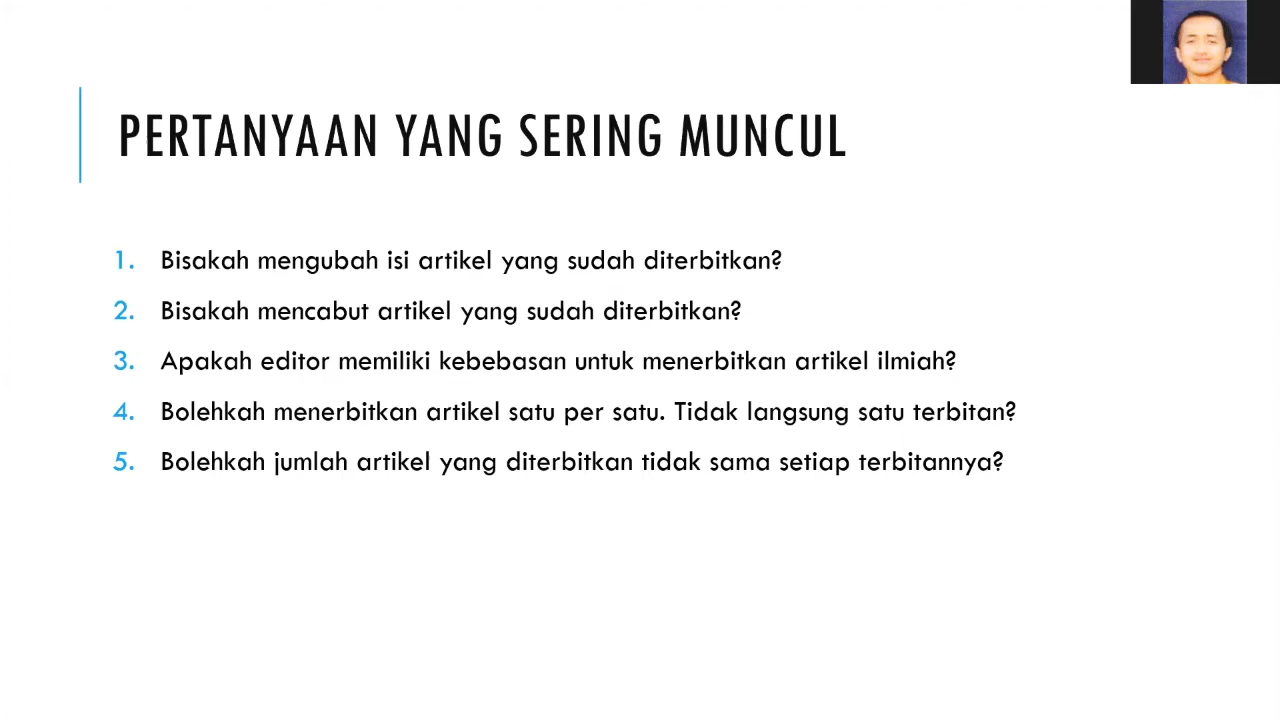 PERTANYAAN YANG SERING MUNCUL
1. Bisakah mengubah isi artikel yang sudah diterbitkan?
2. Bisakah mencabut artikel yang sudah diterbitkan?
3. Apakah editor memiliki kebebasan untuk menerbitkan artikel ilmiah?
4. Bolehkah menerbitkan artikel satu per satu. Tidak langsung satu terbitan?
5. Bolehkah jumlah artikel yang diterbitkan tidak sama setiap terbitannya?